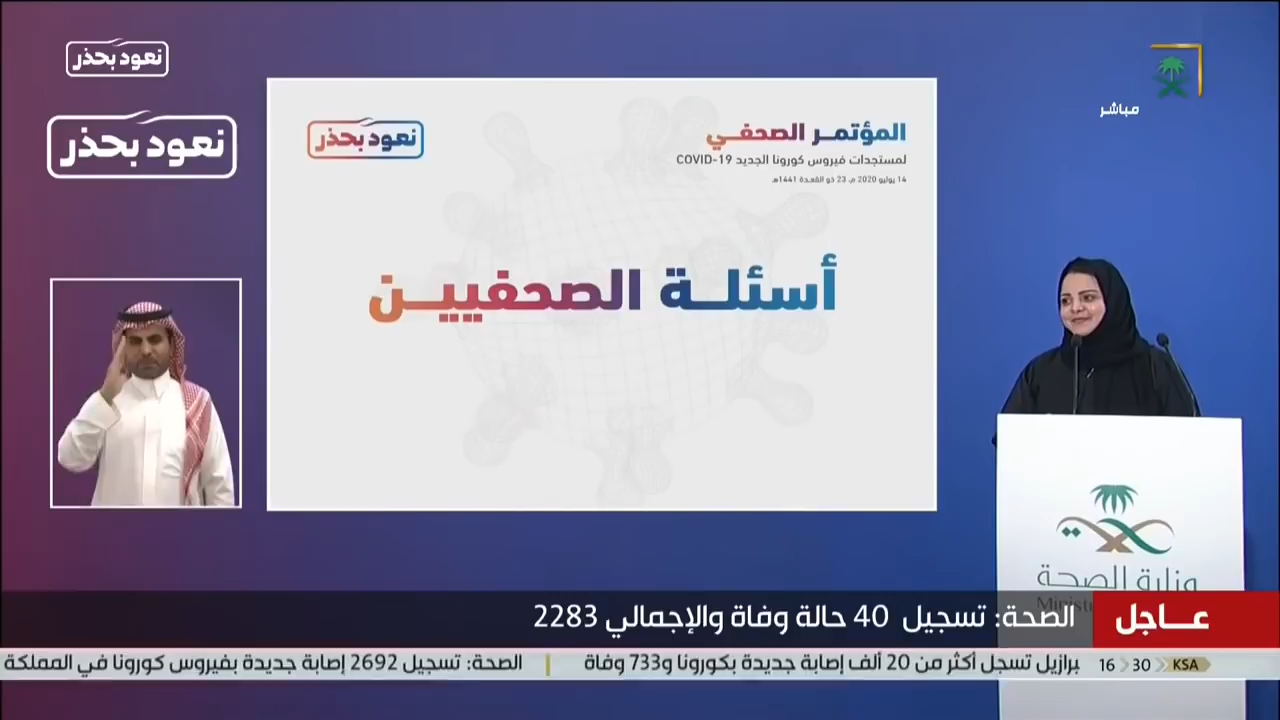 نعود بحذر
نعود بحذر
مباشر
نعود بحذر
المؤتمر الصحفي
لمستجدات فيروس كورونا الجديد COVID-19
14 يوليو 2020 م، 23 ذو القعدة 1441هـ
أسئلة الصحفيين
وزارة الصحة
عاجل
الصحة: تسجيل 40 حالة وفاة والإجمالي 2283
KSA 16 30
برازيل تسجل أكثر من 20 ألف إصابة جديدة بكورونا و733 وفاة | الصحة: تسجيل 2692 إصابة جديدة بفيروس كورونا في المملكة